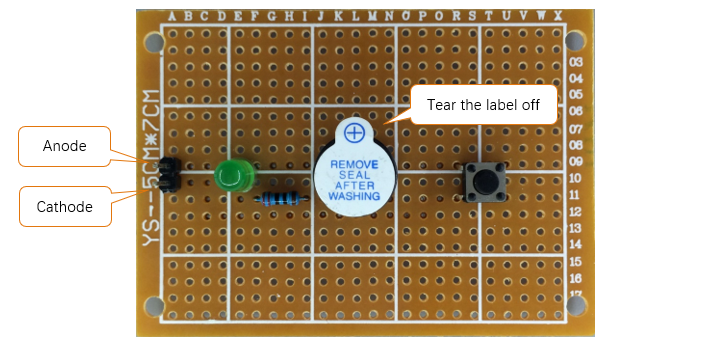 A B C D E F G H I J K L M N O P Q R S T U V W X
03
04
05
06
Tear the label off
07
08
Anode
09
REMOVE
SEAL
AFTER
WASHING
10
Cathode
11
12
13
14
15
16
17
YS--5CM*7CM